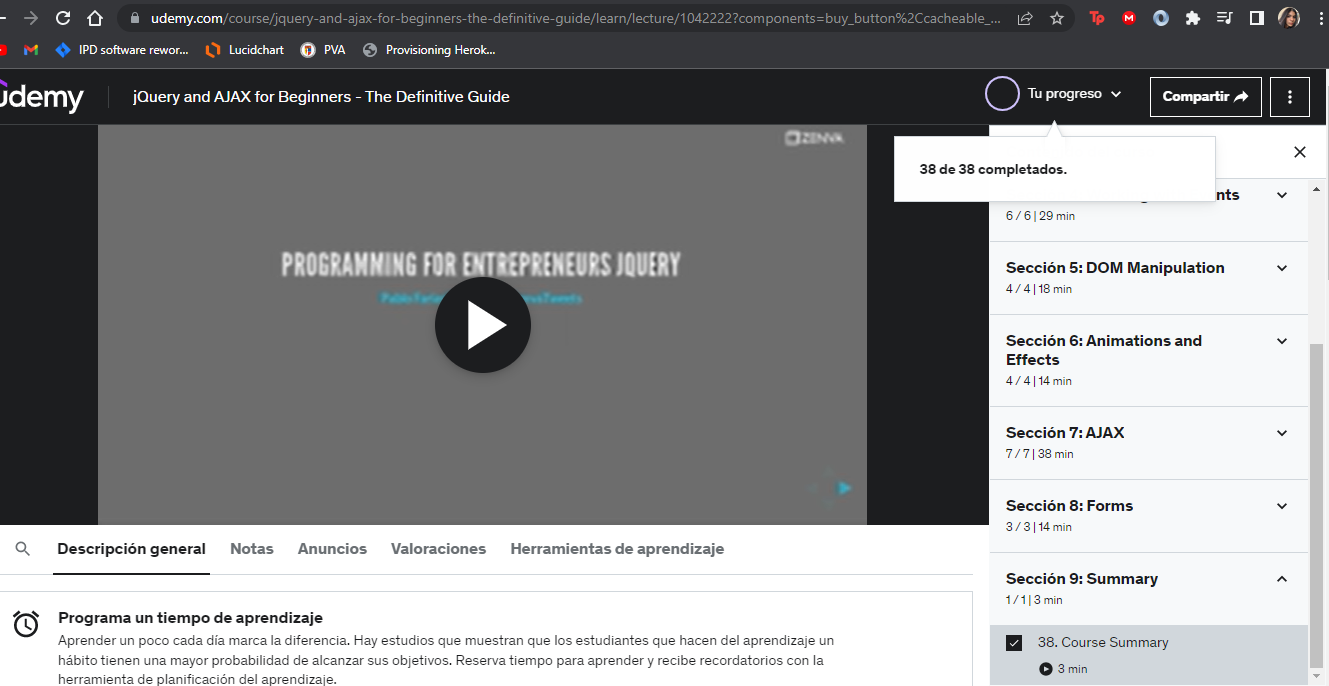 udemy.com/course/jquery-and-ajax-for-beginners-the-definitive-guide/learn/lecture/1042222?components=buy_button%2Ccacheable_...
Tp
M
IPD software rewor...
Lucidchart
PVA
Provisioning Herok...
udemy
jQuery and AJAX for Beginners - The Definitive Guide
Tu progreso
Compartir
38 de 38 completados.
ZENVA
PROGRAMMING FOR ENTREPRENEURS JQUERY
nts
6 / 6 | 29 min
Sección 5: DOM Manipulation
4 / 4 | 18 min
Sección 6: Animations and
Effects
4 / 4 | 14 min
Sección 7: AJAX
7 / 7 | 38 min
Sección 8: Forms
3 / 3 | 14 min
Sección 9: Summary
1 / 1 | 3 min
38. Course Summary
3 min
Descripción general
Notas
Anuncios
Valoraciones
Herramientas de aprendizaje
Programa un tiempo de aprendizaje
Aprender un poco cada día marca la diferencia. Hay estudios que muestran que los estudiantes que hacen del aprendizaje un
hábito tienen una mayor probabilidad de alcanzar sus objetivos. Reserva tiempo para aprender y recibe recordatorios con la
herramienta de planificación del aprendizaje.